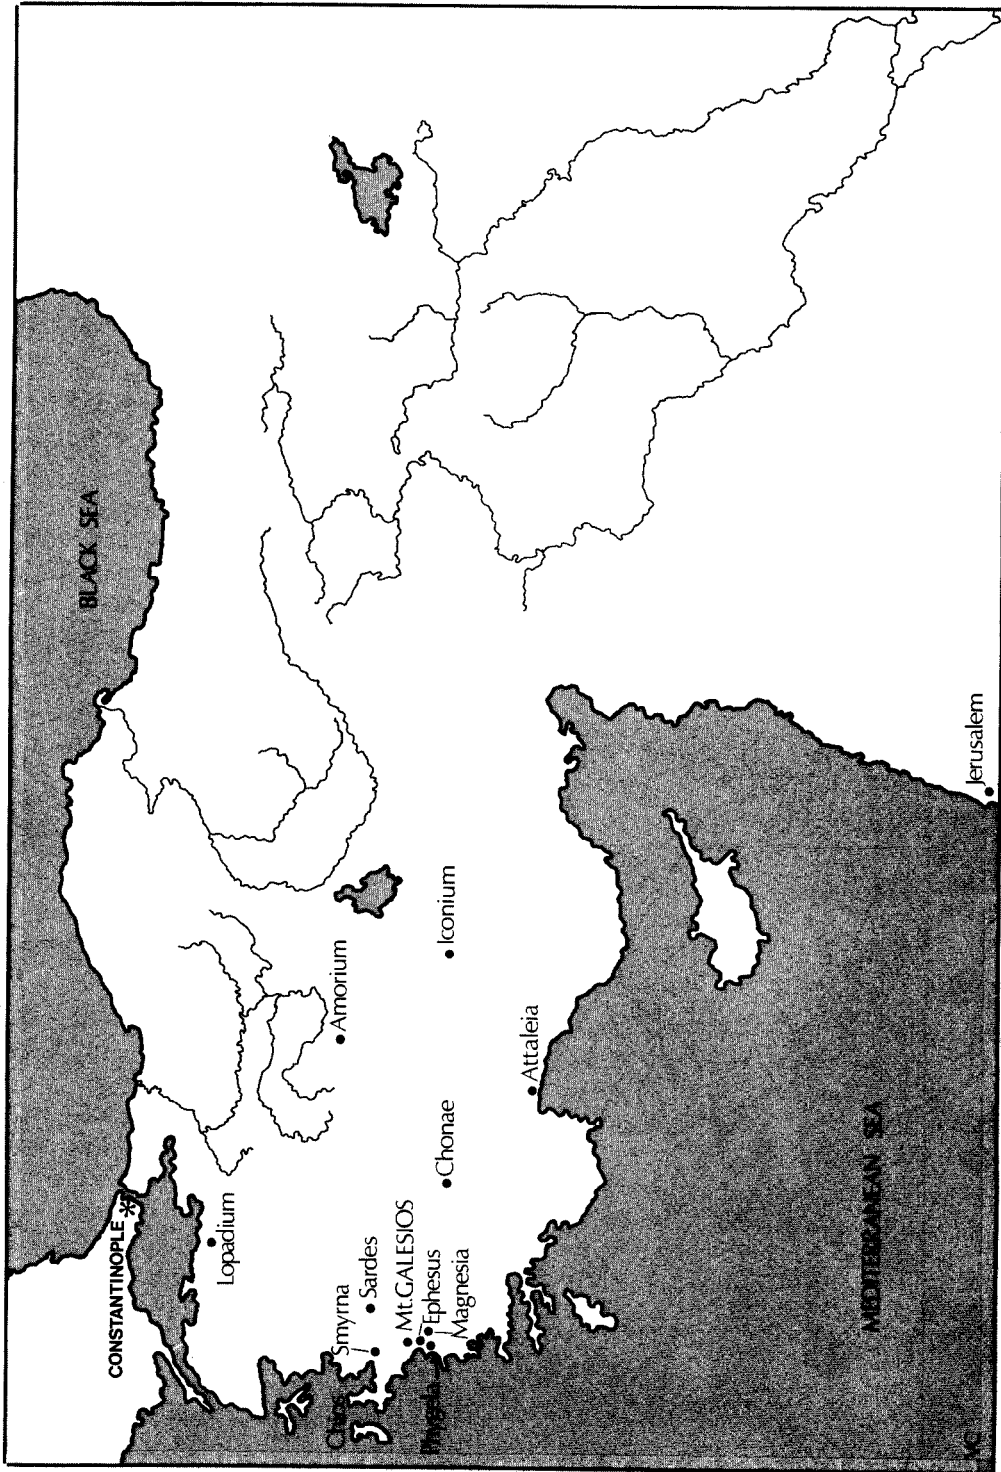 BLACK SEA
CONSTANTINOPLE
Lopadium
Amorium
Iconium
Smyrna
Sardes
Chonae
Chios
Mt.GALESIOS
Ephesus
Magnesia
Phygela
Attaleia
MEDITERRANEAN SEA
Jerusalem